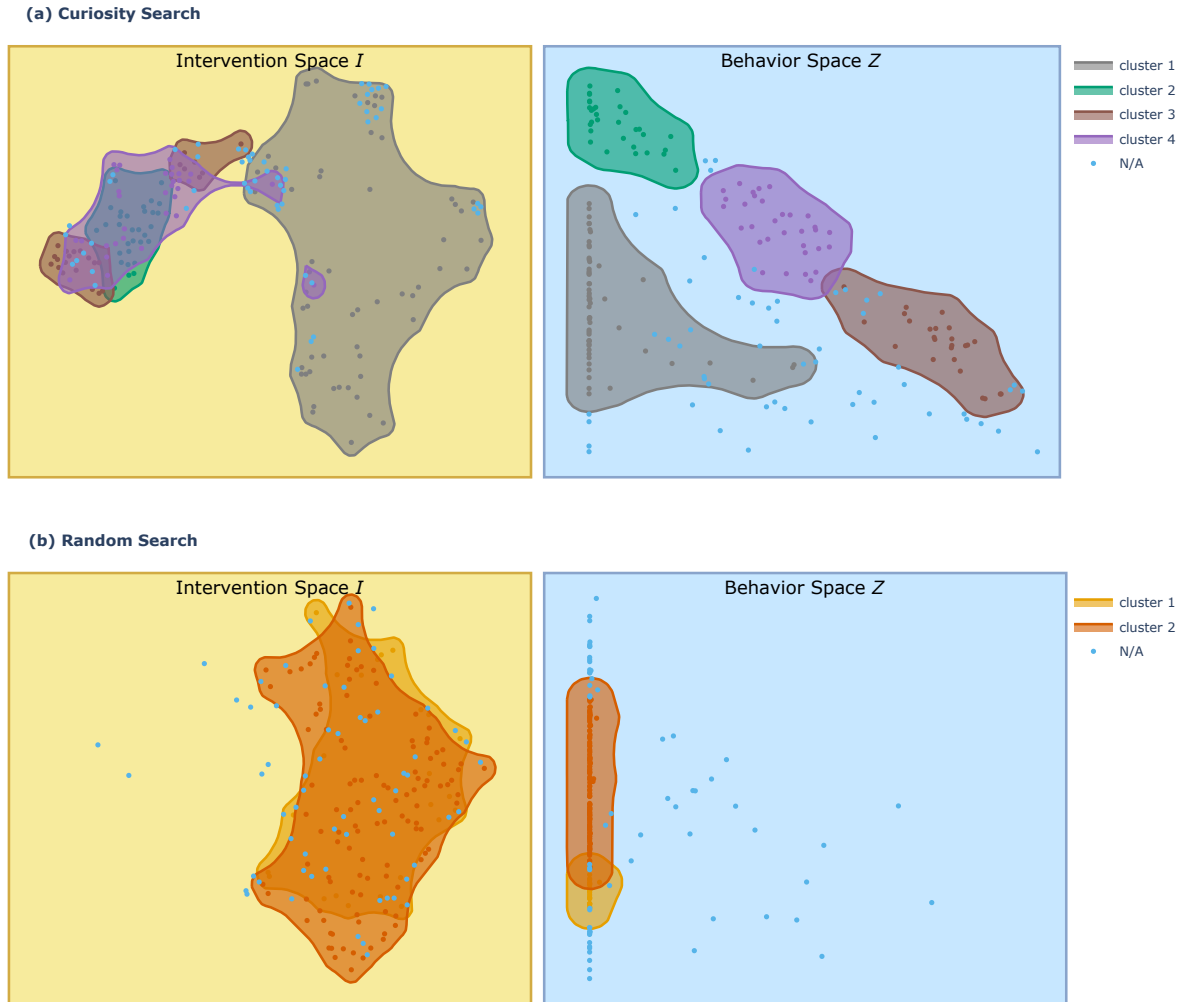 (a) Curiosity Search
Intervention Space I
Behavior Space Z
cluster 1
cluster 2
cluster 3
cluster 4
N/A
(b) Random Search
Intervention Space I
Behavior Space Z
cluster 1
cluster 2
N/A